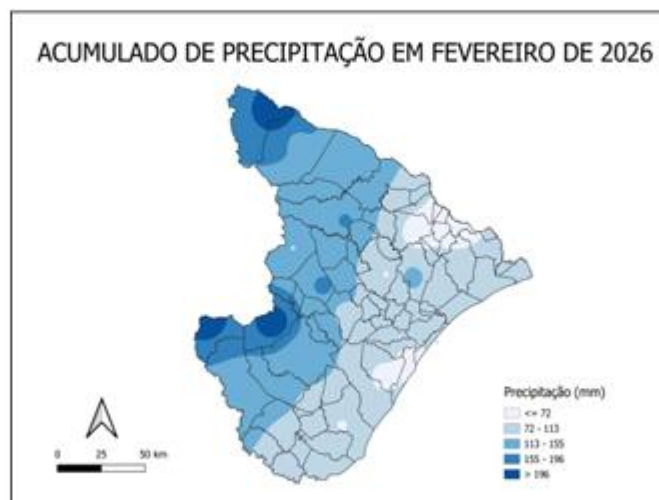 ACUMULADO DE PRECIPITAÇÃO EM FEVEREIRO DE 2026
Precipitação (mm)
<= 72
72 - 113
113 - 155
155 - 196
> 196
0 25 50 km